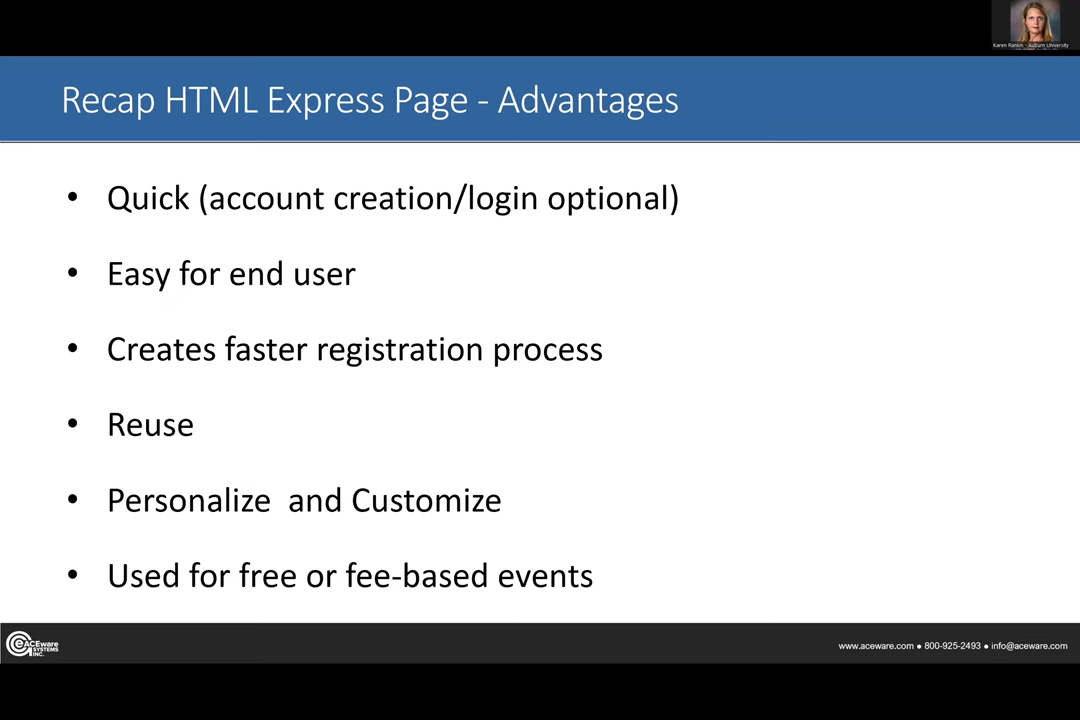 Karen Rankin - Auburn University
Recap HTML Express Page - Advantages
• Quick (account creation/login optional)
• Easy for end user
• Creates faster registration process
• Reuse
• Personalize  and Customize
• Used for free or fee-based events
ACEware
SYSTEMS
INC.
www.aceware.com ● 800-925-2493 ● info@aceware.com